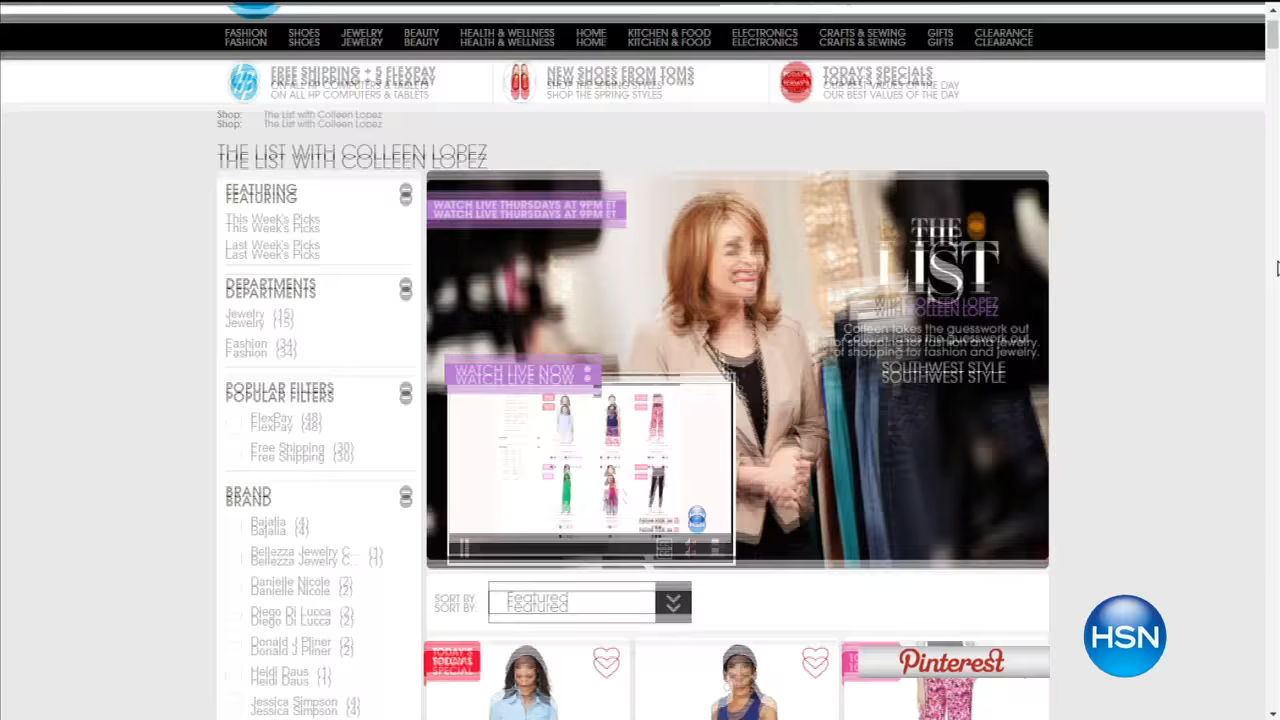 FASHION SHOES JEWELRY BEAUTY HEALTH & WELLNESS HOME KITCHEN & FOOD ELECTRONICS CRAFTS & SEWING GIFTS CLEARANCE
FREE SHIPPING + 5 FLEXPAY
ON ALL HP COMPUTERS & TABLETS
NEW SHOES FROM TOMS
SHOP THE SPRING STYLES
TODAY'S SPECIALS
OUR BEST VALUES OF THE DAY
Shop: The List with Colleen Lopez
THE LIST WITH COLLEEN LOPEZ
FEATURING
This Week's Picks
Last Week's Picks
DEPARTMENTS
Jewelry (15)
Fashion (34)
POPULAR FILTERS
FlexPay (48)
Free Shipping (30)
BRAND
Bajalia (4)
Bellezza Jewelry C... (1)
Danielle Nicole (2)
Diego Di Lucca (2)
Donald J Pliner (2)
Heidi Daus (1)
Jessica Simpson (4)
WATCH LIVE THURSDAYS AT 9PM ET
THE
LIST
WITH COLLEEN LOPEZ
Colleen takes the guesswork out
of shopping for fashion and jewelry.
SOUTHWEST STYLE
WATCH LIVE NOW
HSN
SORT BY: Featured
TODAY'S
SPECIAL
Pinterest
HSN